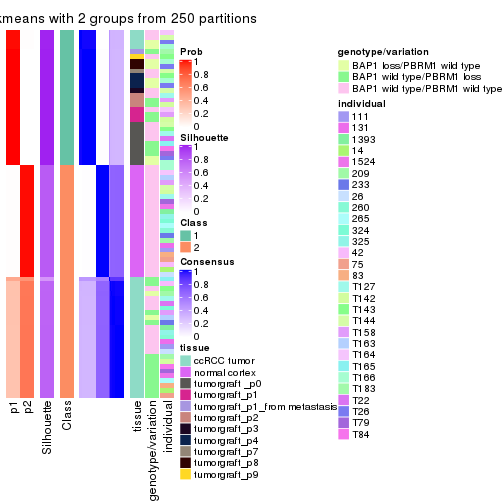 kmeans with 2 groups from 250 partitions
Prob
1
0.8
0.6
0.4
0.2
0
Silhouette
1
0.8
0.6
0.4
0.2
0
Class
1
2
Consensus
1
0.8
0.6
0.4
0.2
0
tissue
ccRCC tumor
normal cortex
tumorgraft_p0
tumorgraft_p1
tumorgraft_p1_from metastasis
tumorgraft_p2
tumorgraft_p3
tumorgraft_p4
tumorgraft_p7
tumorgraft_p8
tumorgraft_p9
genotype/variation
BAP1 loss/PBRM1 wild type
BAP1 wild type/PBRM1 loss
BAP1 wild type/PBRM1 wild type
individual
111
131
1393
14
1524
209
233
26
260
265
324
325
42
75
83
T127
T142
T143
T144
T158
T163
T164
T165
T166
T183
T22
T26
T79
T84
p1
p2
Silhouette
Class
tissue
genotype/variation
individual